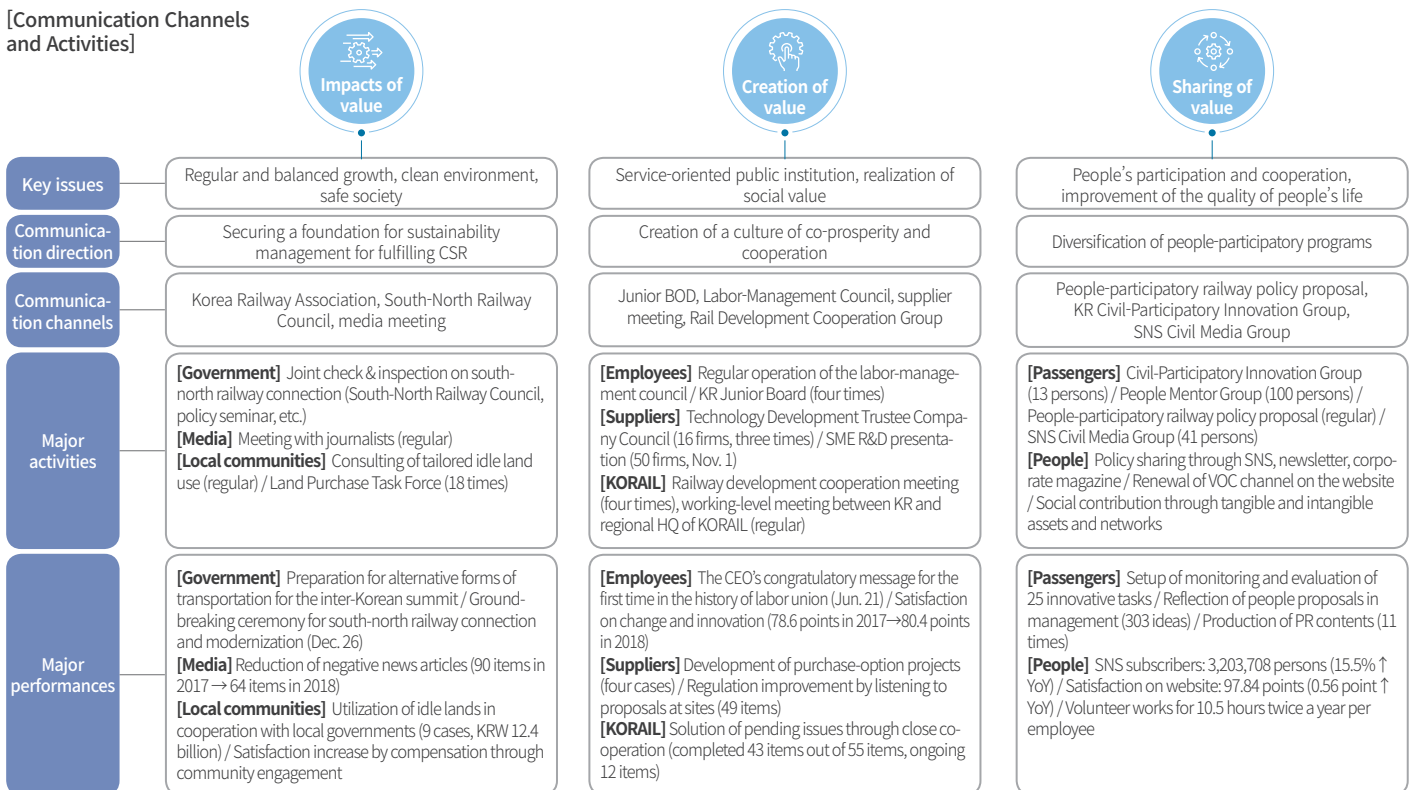 [Communication Channels
and Activities]
Impacts of
value
Creation of
value
Sharing of
value
Key issues
Regular and balanced growth, clean environment,
safe society
Service-oriented public institution, realization of
social value
People's participation and cooperation,
improvement of the quality of people's life
Communica-
tion direction
Securing a foundation for sustainability
management for fulfilling CSR
Creation of a culture of co-prosperity and
cooperation
Diversification of people-participatory programs
Communica-
tion channels
Korea Railway Association, South-North Railway
Council, media meeting
Junior BOD, Labor-Management Council, supplier
meeting, Rail Development Cooperation Group
People-participatory railway policy proposal,
KR Civil-Participatory Innovation Group,
SNS Civil Media Group
Major
activities
[Government] Joint check & inspection on south-
north railway connection (South-North Railway Council,
policy seminar, etc.)
[Media] Meeting with journalists (regular)
[Local communities] Consulting of tailored idle land
use (regular) / Land Purchase Task Force (18 times)
[Employees] Regular operation of the labor-manage-
ment council / KR Junior Board (four times)
[Suppliers] Technology Development Trustee Compa-
ny Council (16 firms, three times) / SME R&D presenta-
tion (50 firms, Nov. 1)
[KORAIL] Railway development cooperation meeting
(four times), working-level meeting between KR and
regional HQ of KORAIL (regular)
[Passengers] Civil-Participatory Innovation Group
(13 persons) / People Mentor Group (100 persons) /
People-participatory railway policy proposal (regular) /
SNS Civil Media Group (41 persons)
[People] Policy sharing through SNS, newsletter, corpo-
rate magazine / Renewal of VOC channel on the website
/ Social contribution through tangible and intangible
assets and networks
Major
performances
[Government] Preparation for alternative forms of
transportation for the inter-Korean summit / Ground-
breaking ceremony for south-north railway connection
and modernization (Dec. 26)
[Media] Reduction of negative news articles (90 items in
2017 → 64 items in 2018)
[Local communities] Utilization of idle lands in
cooperation with local governments (9 cases, KRW 12.4
billion) / Satisfaction increase by compensation through
community engagement
[Employees] The CEO's congratulatory message for the
first time in the history of labor union (Jun. 21) / Satisfaction
on change and innovation (78.6 points in 2017→80.4 points
in 2018)
[Suppliers] Development of purchase-option projects
(four cases) / Regulation improvement by listening to
proposals at sites (49 items)
[KORAIL] Solution of pending issues through close co-
operation (completed 43 items out of 55 items, ongoing
12 items)
[Passengers] Setup of monitoring and evaluation of
25 innovative tasks / Reflection of people proposals in
management (303 ideas) / Production of PR contents (11
times)
[People] SNS subscribers: 3,203,708 persons (15.5%↑
YoY) / Satisfaction on website: 97.84 points (0.56 point↑
YoY) / Volunteer works for 10.5 hours twice a year per
employee